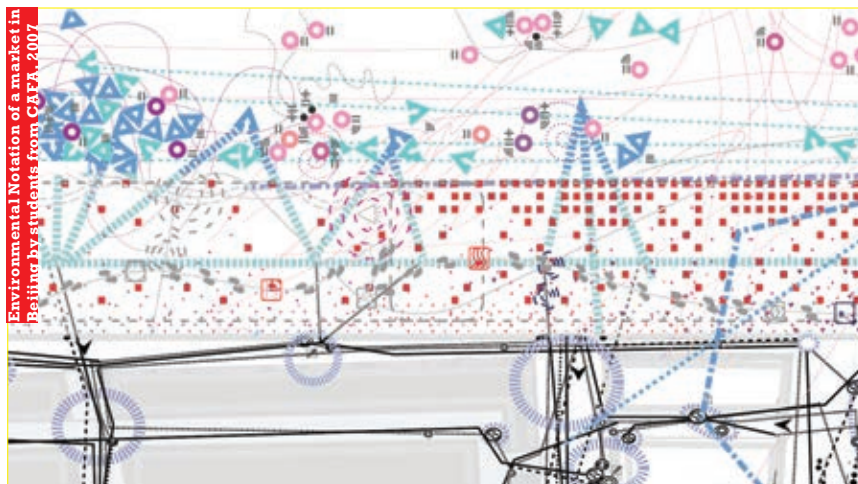 Environmental Notation of a market in
Beijing by students from CAFA, 2007